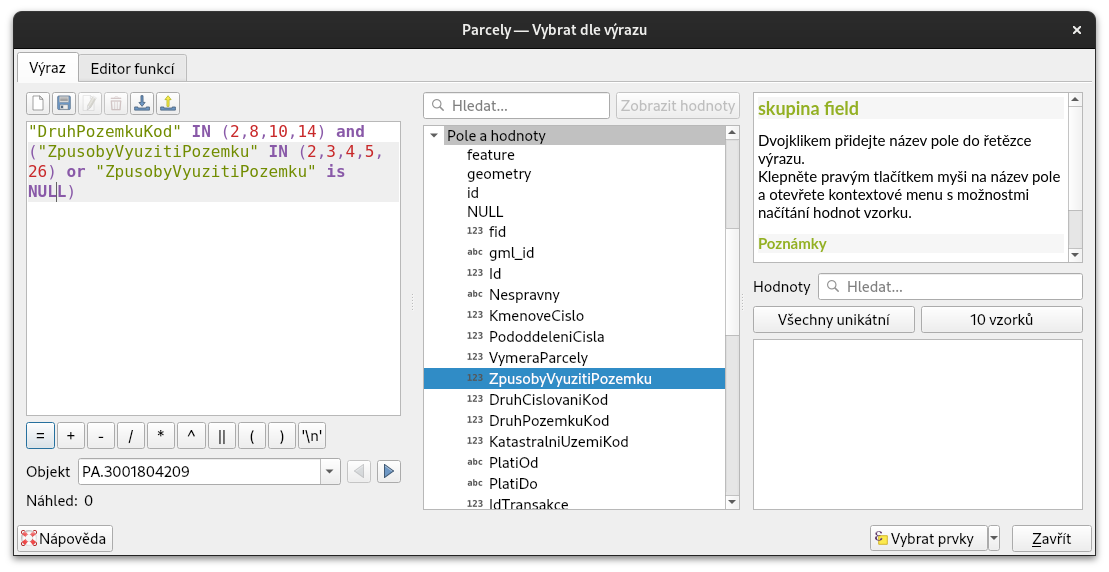 Parcely — Vybrat dle výrazu
Výraz
Editor funkcí
"DruhPozemkuKod" IN (2,8,10,14) and
("ZpusobyVyuzitiPozemku" IN (2,3,4,5,
26) or "ZpusobyVyuzitiPozemku" is
NULL)
= + - / * ^ || ( ) '\n'
Objekt PA.3001804209
Náhled: 0
Hledat...
Zobrazit hodnoty
Pole a hodnoty
feature
geometry
id
NULL
123 fid
abc gml_id
123 Id
abc Nespravny
123 KmenoveCislo
123 PododdeleniCisla
123 VymeraParcely
123 ZpusobyVyuzitiPozemku
123 DruhCislovaniKod
123 DruhPozemkuKod
123 KatastralniUzemiKod
abc PlatiOd
abc PlatiDo
123 IdTransakce
skupina field
Dvojklikem přidejte název pole do řetězce
výrazu.
Klepněte pravým tlačítkem myši na název pole
a otevřete kontextové menu s možnostmi
načítání hodnot vzorku.
Poznámky
Hodnoty
Hledat...
Všechny unikátní
10 vzorků
Nápověda
Vybrat prvky
Zavřít